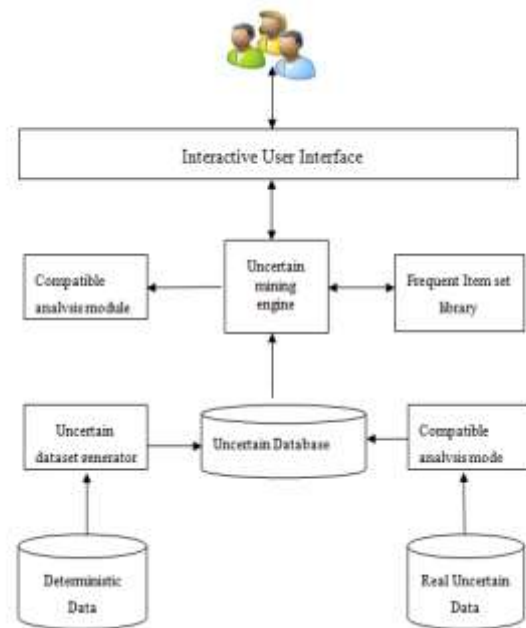 Interactive User Interface
Compatible
analysis module
Uncertain
mining
engine
Frequent Item set
library
Uncertain
dataset generator
Uncertain Database
Compatible
analysis mode
Deterministic
Data
Real Uncertain
Data